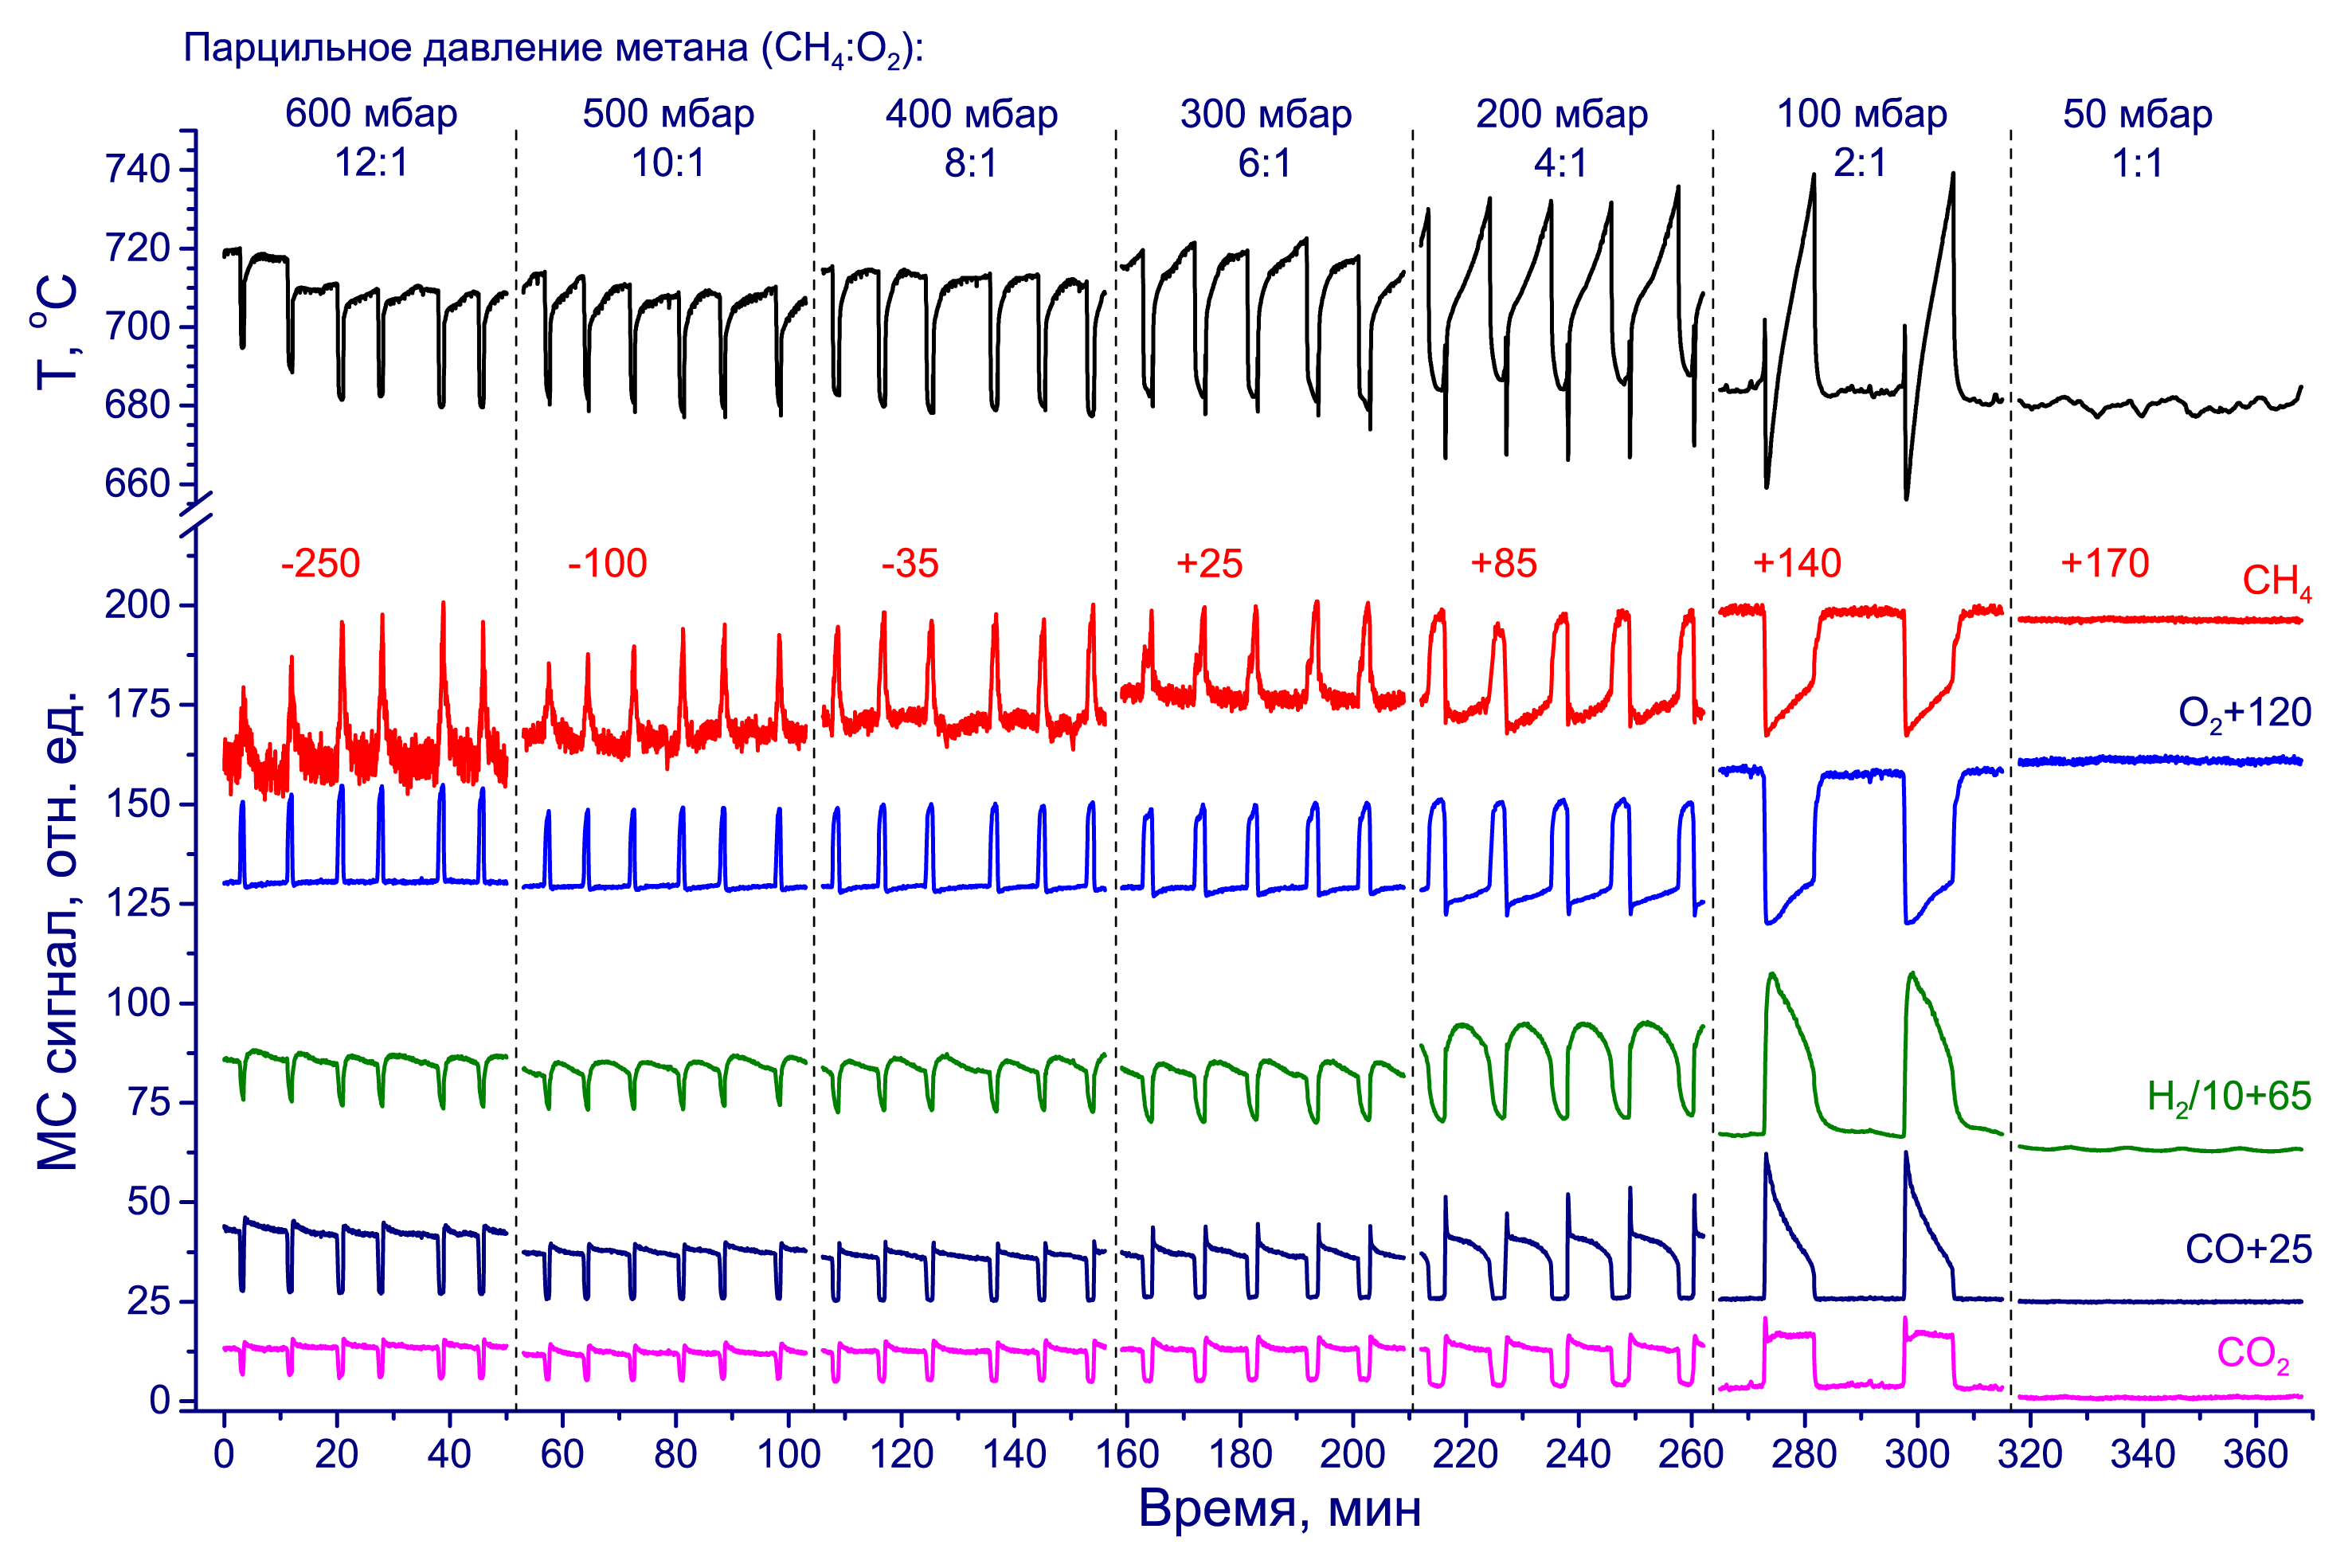 Парцильное давление метана (CH₄:O₂):
600 мбар 500 мбар 400 мбар 300 мбар 200 мбар 100 мбар 50 мбар
12:1 10:1 8:1 6:1 4:1 2:1 1:1
740
720
700
680
660
T, °C
-250 -100 -35 +25 +85 +140 +170
CH₄
O₂+120
H₂/10+65
CO+25
CO₂
200
175
150
125
100
75
50
25
0
МС сигнал, отн. ед.
0 20 40 60 80 100 120 140 160 180 200 220 240 260 280 300 320 340 360
Время, мин